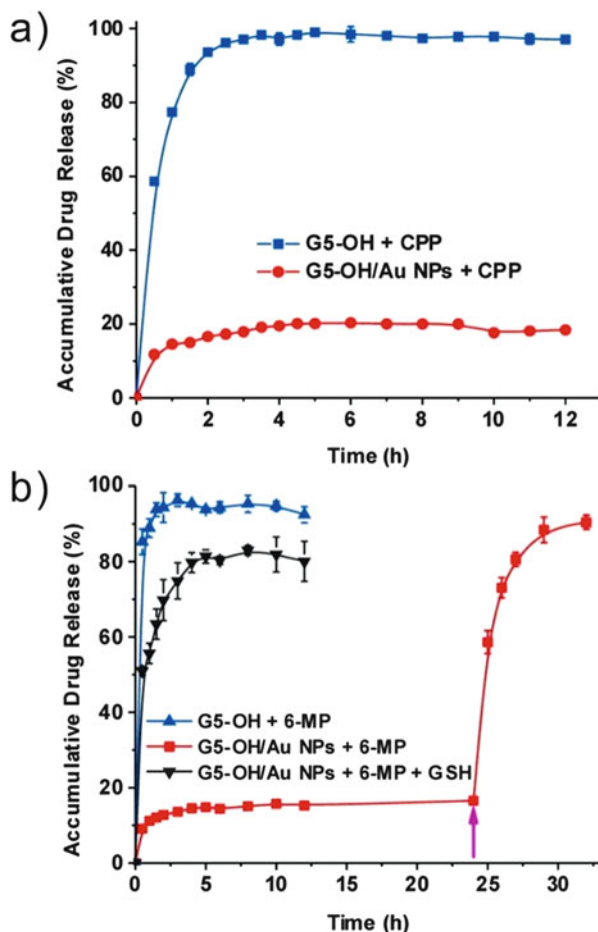 a)
Accumulative Drug Release (%)
100
80
60
40
20
0
G5-OH + CPP
G5-OH/Au NPs + CPP
0 2 4 6 8 10 12
Time (h)
b)
Accumulative Drug Release (%)
100
80
60
40
20
0
G5-OH + 6-MP
G5-OH/Au NPs + 6-MP
G5-OH/Au NPs + 6-MP + GSH
0 5 10 15 20 25 30
Time (h)